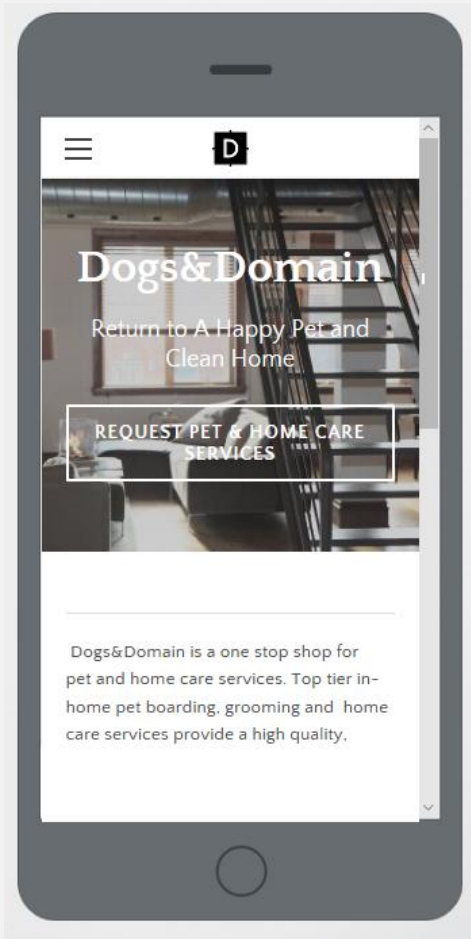 D
Dogs&Domain
Return to A Happy Pet and
Clean Home
REQUEST PET & HOME CARE
SERVICES
Dogs&Domain is a one stop shop for
pet and home care services. Top tier in-
home pet boarding, grooming and home
care services provide a high quality,